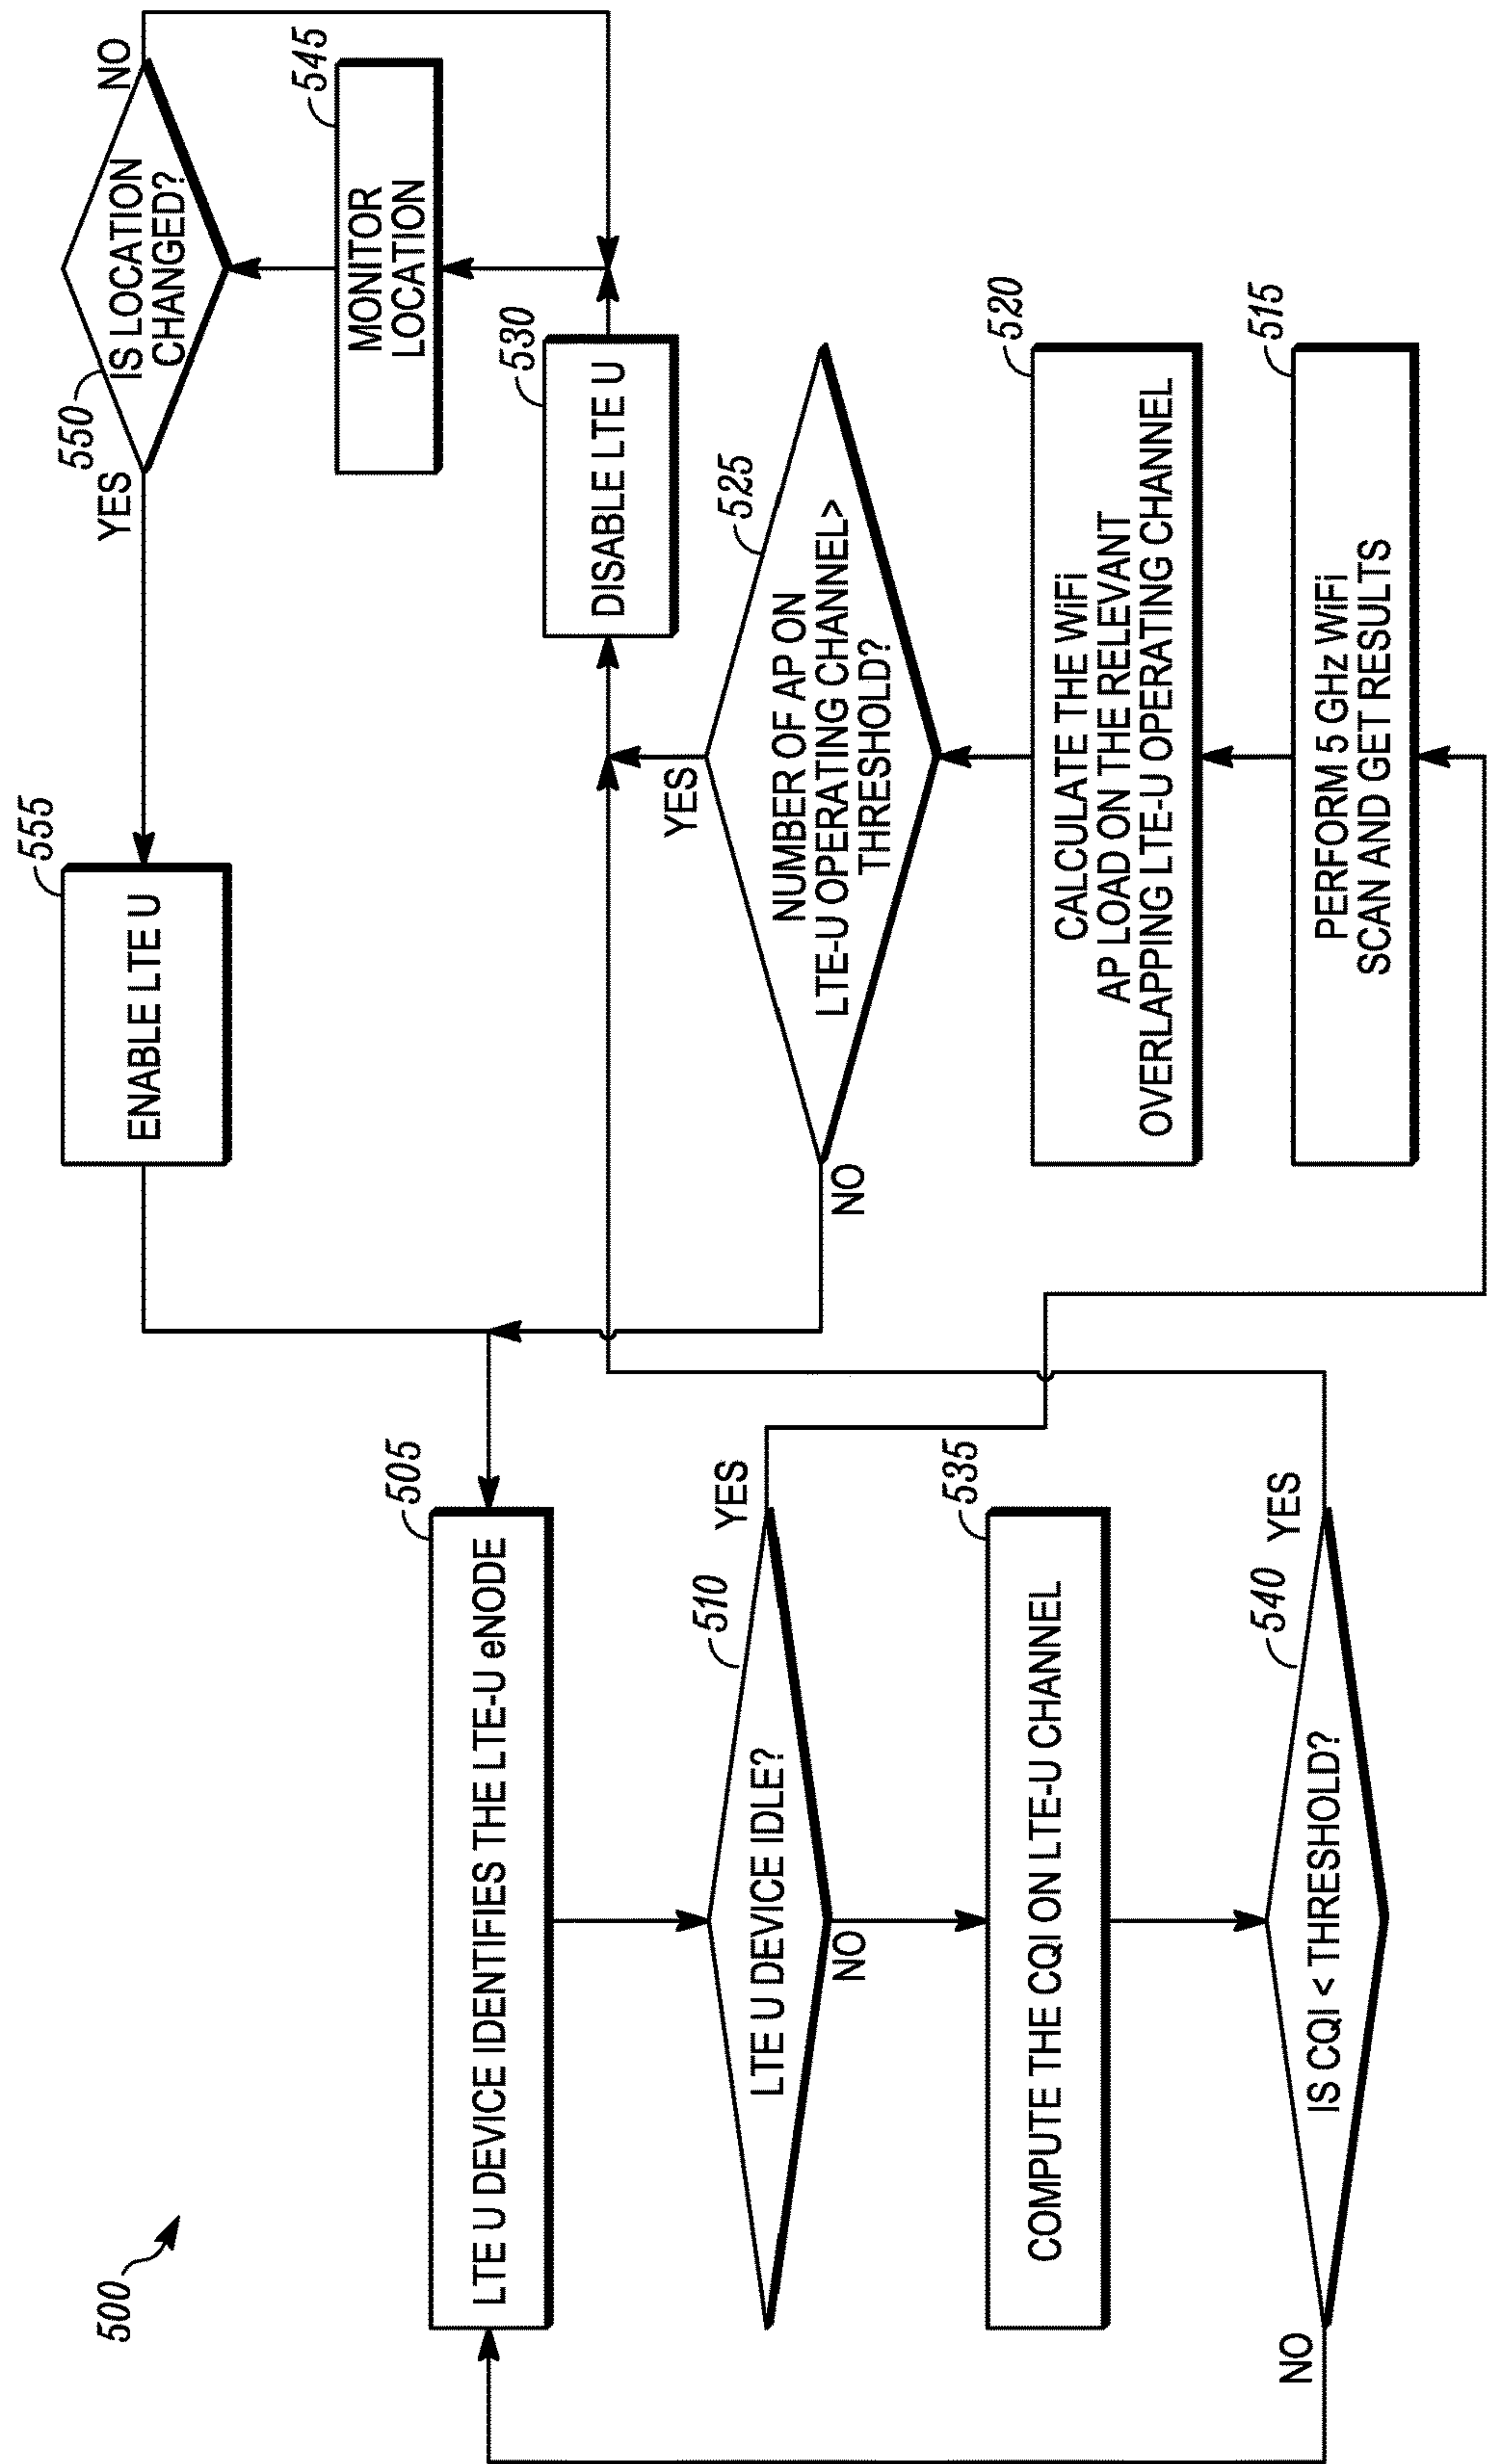 500
505
LTE U DEVICE IDENTIFIES THE LTE-U eNODE
510
LTE U DEVICE IDLE?
YES
NO
535
COMPUTE THE CQI ON LTE-U CHANNEL
540
IS CQI < THRESHOLD?
YES
NO
555
ENABLE LTE U
550
IS LOCATION
CHANGED?
YES
NO
545
MONITOR
LOCATION
530
DISABLE LTE U
525
NUMBER OF AP ON
LTE-U OPERATING CHANNEL>
THRESHOLD?
YES
NO
520
CALCULATE THE WiFi
AP LOAD ON THE RELEVANT
OVERLAPPING LTE-U OPERATING CHANNEL
515
PERFORM 5 GHz WiFi
SCAN AND GET RESULTS